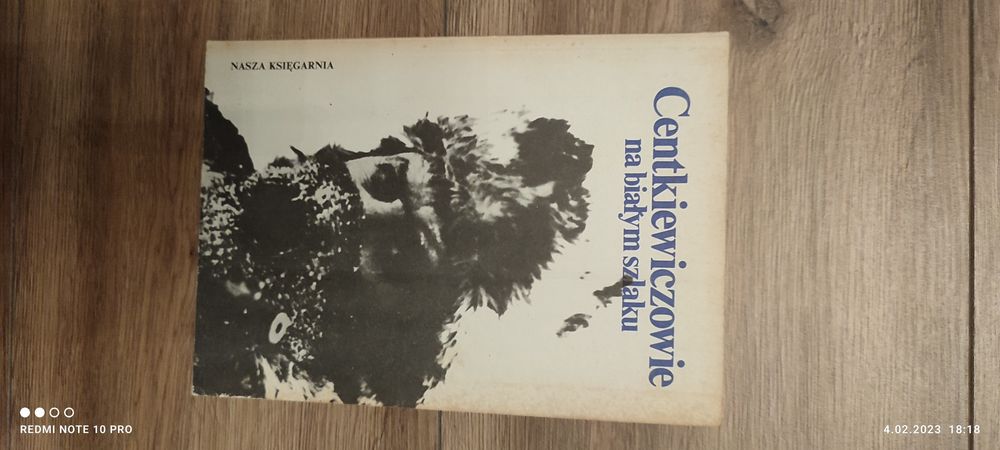 NASZA KSIĘGARNIA
Centkiewiczowie
na białym szlaku
REDMI NOTE 10 PRO
4.02.2023 18:18